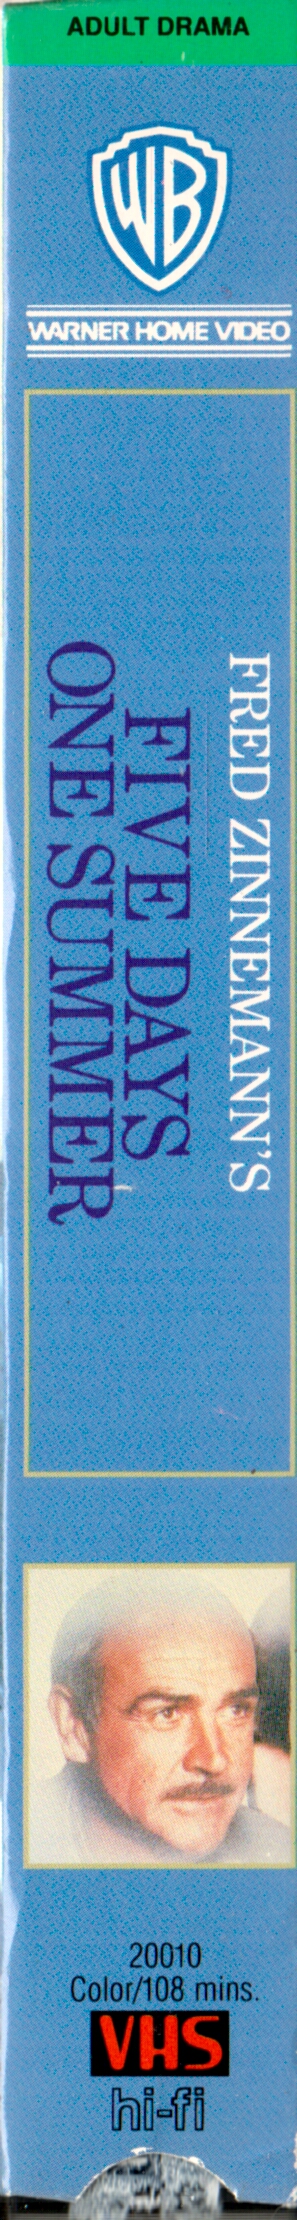 ADULT DRAMA
WB
WARNER HOME VIDEO
FRED ZINNEMANN'S
FIVE DAYS
ONE SUMMER
20010
Color/108 mins.
VHS
hi-fi